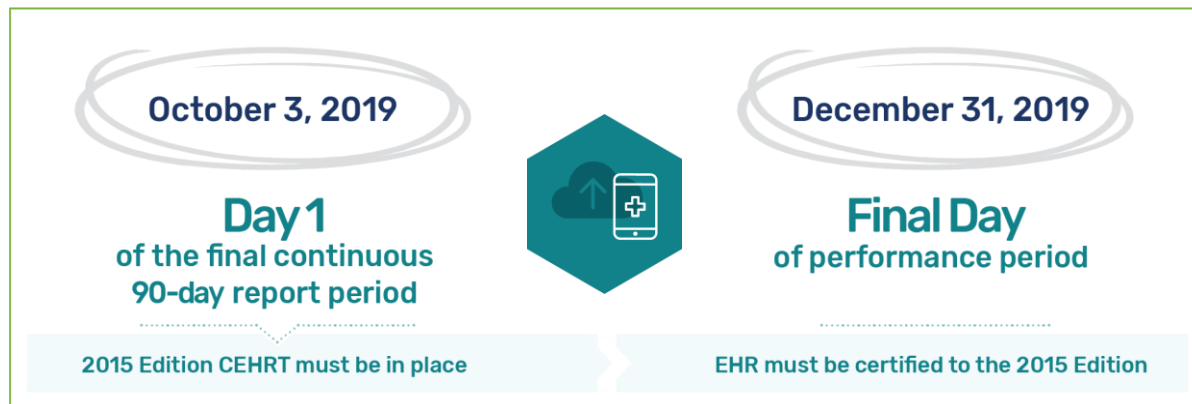 October 3, 2019
Day 1
of the final continuous
90-day report period
2015 Edition CEHRT must be in place
December 31, 2019
Final Day
of performance period
EHR must be certified to the 2015 Edition